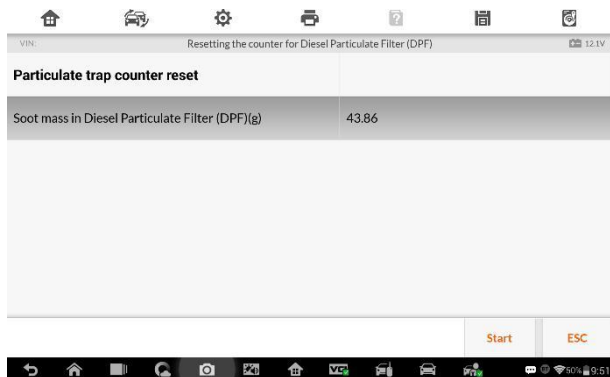 VIN:
Resetting the counter for Diesel Particulate Filter (DPF)
12.1V
Particulate trap counter reset
Soot mass in Diesel Particulate Filter (DPF)(g) 43.86
Start ESC
50% 9:51